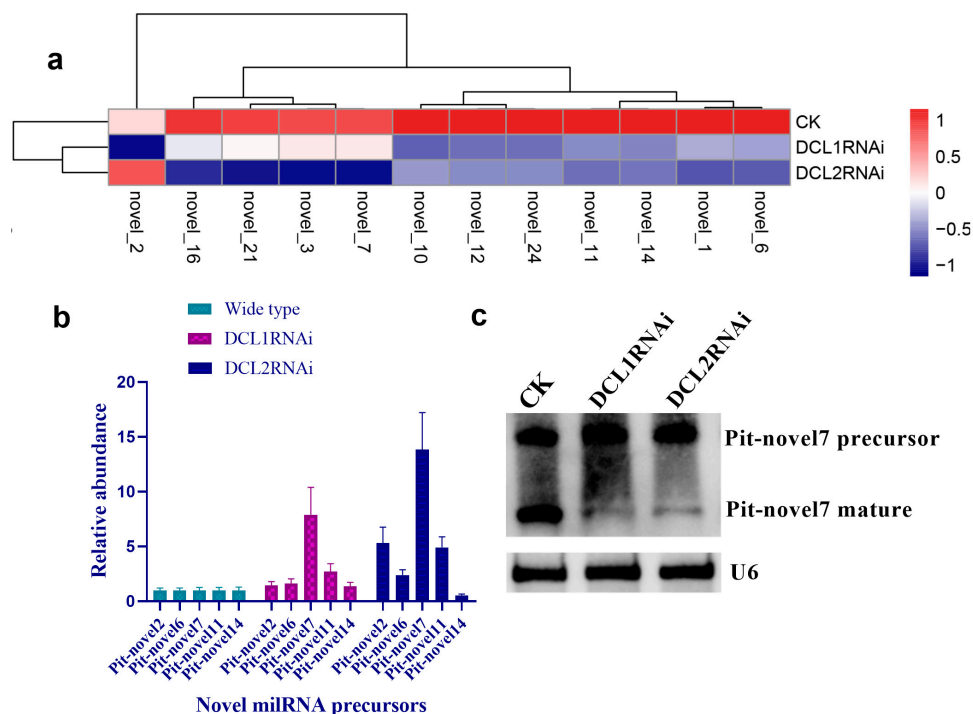 a
CK
DCL1RNAi
DCL2RNAi
novel_2
novel_16
novel_21
novel_3
novel_7
novel_10
novel_12
novel_24
novel_11
novel_14
novel_1
novel_6
1
0.5
0
−0.5
−1
b
Wide type
DCL1RNAi
DCL2RNAi
Relative abundance
20
15
10
5
0
Pit-novel2
Pit-novel6
Pit-novel7
Pit-novel11
Pit-novel14
Pit-novel2
Pit-novel6
Pit-novel7
Pit-novel11
Pit-novel14
Pit-novel2
Pit-novel6
Pit-novel7
Pit-novel11
Pit-novel14
Novel milRNA precursors
c
CK
DCL1RNAi
DCL2RNAi
Pit-novel7 precursor
Pit-novel7 mature
U6